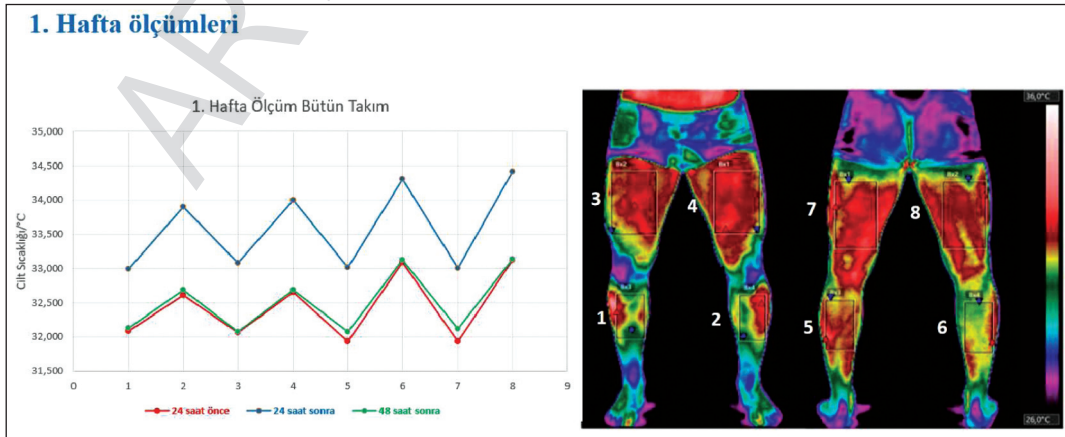 1. Hafta ölçümleri
1. Hafta Ölçüm Bütün Takım
35,000
34,500
34,000
33,500
33,000
32,500
32,000
31,500
Cilt Sıcaklığı/°C
0 1 2 3 4 5 6 7 8 9
24 saat önce 24 saat sonra 48 saat sonra
36,0°C
Bx2 Bx1 Bx1 Bx2
3 4 7 8
Bx3 Bx4 Bx3 Bx4
1 2 5 6
26,0°C
AR